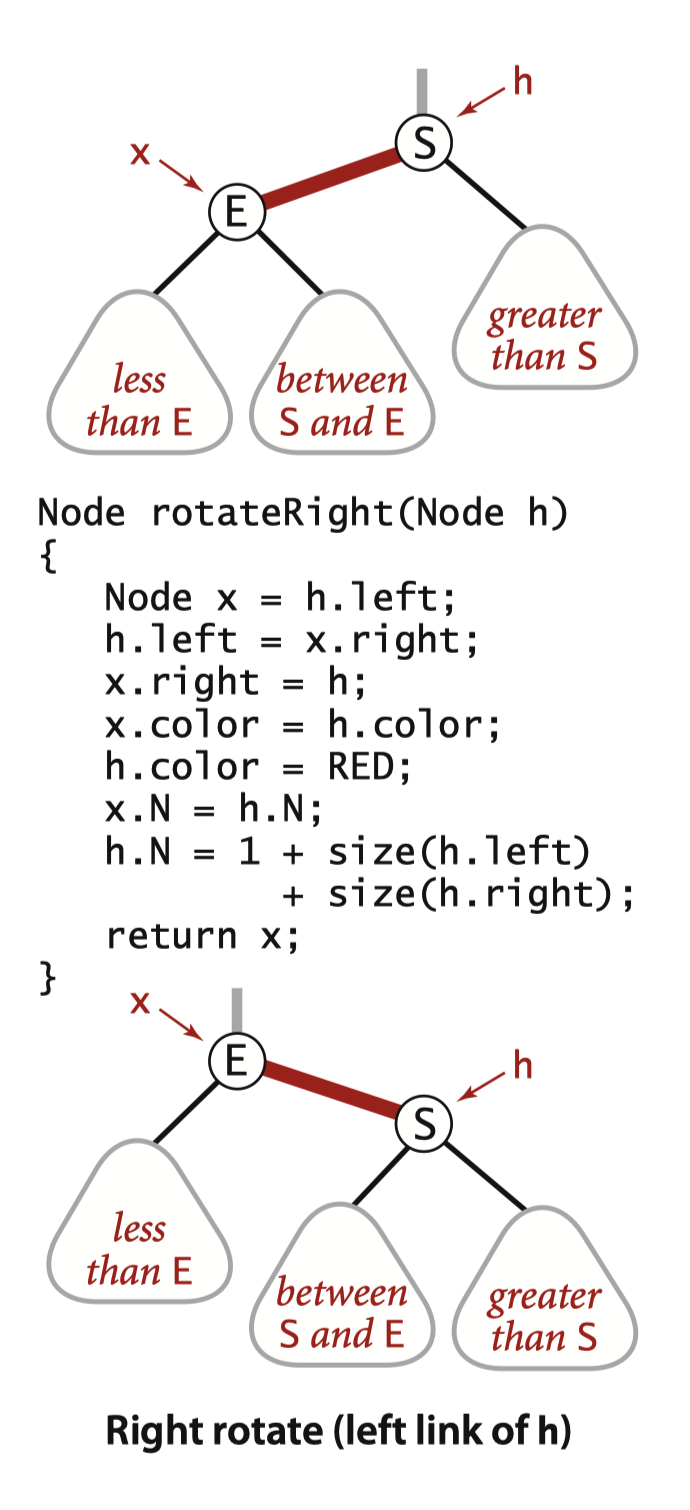 h
S
x
E
greater
than S
less
than E
between
S and E
Node rotateRight(Node h)
{
   Node x = h.left;
   h.left = x.right;
   x.right = h;
   x.color = h.color;
   h.color = RED;
   x.N = h.N;
   h.N = 1 + size(h.left)
           + size(h.right);
   return x;
}
x
E
h
S
less
than E
between
S and E
greater
than S
Right rotate (left link of h)